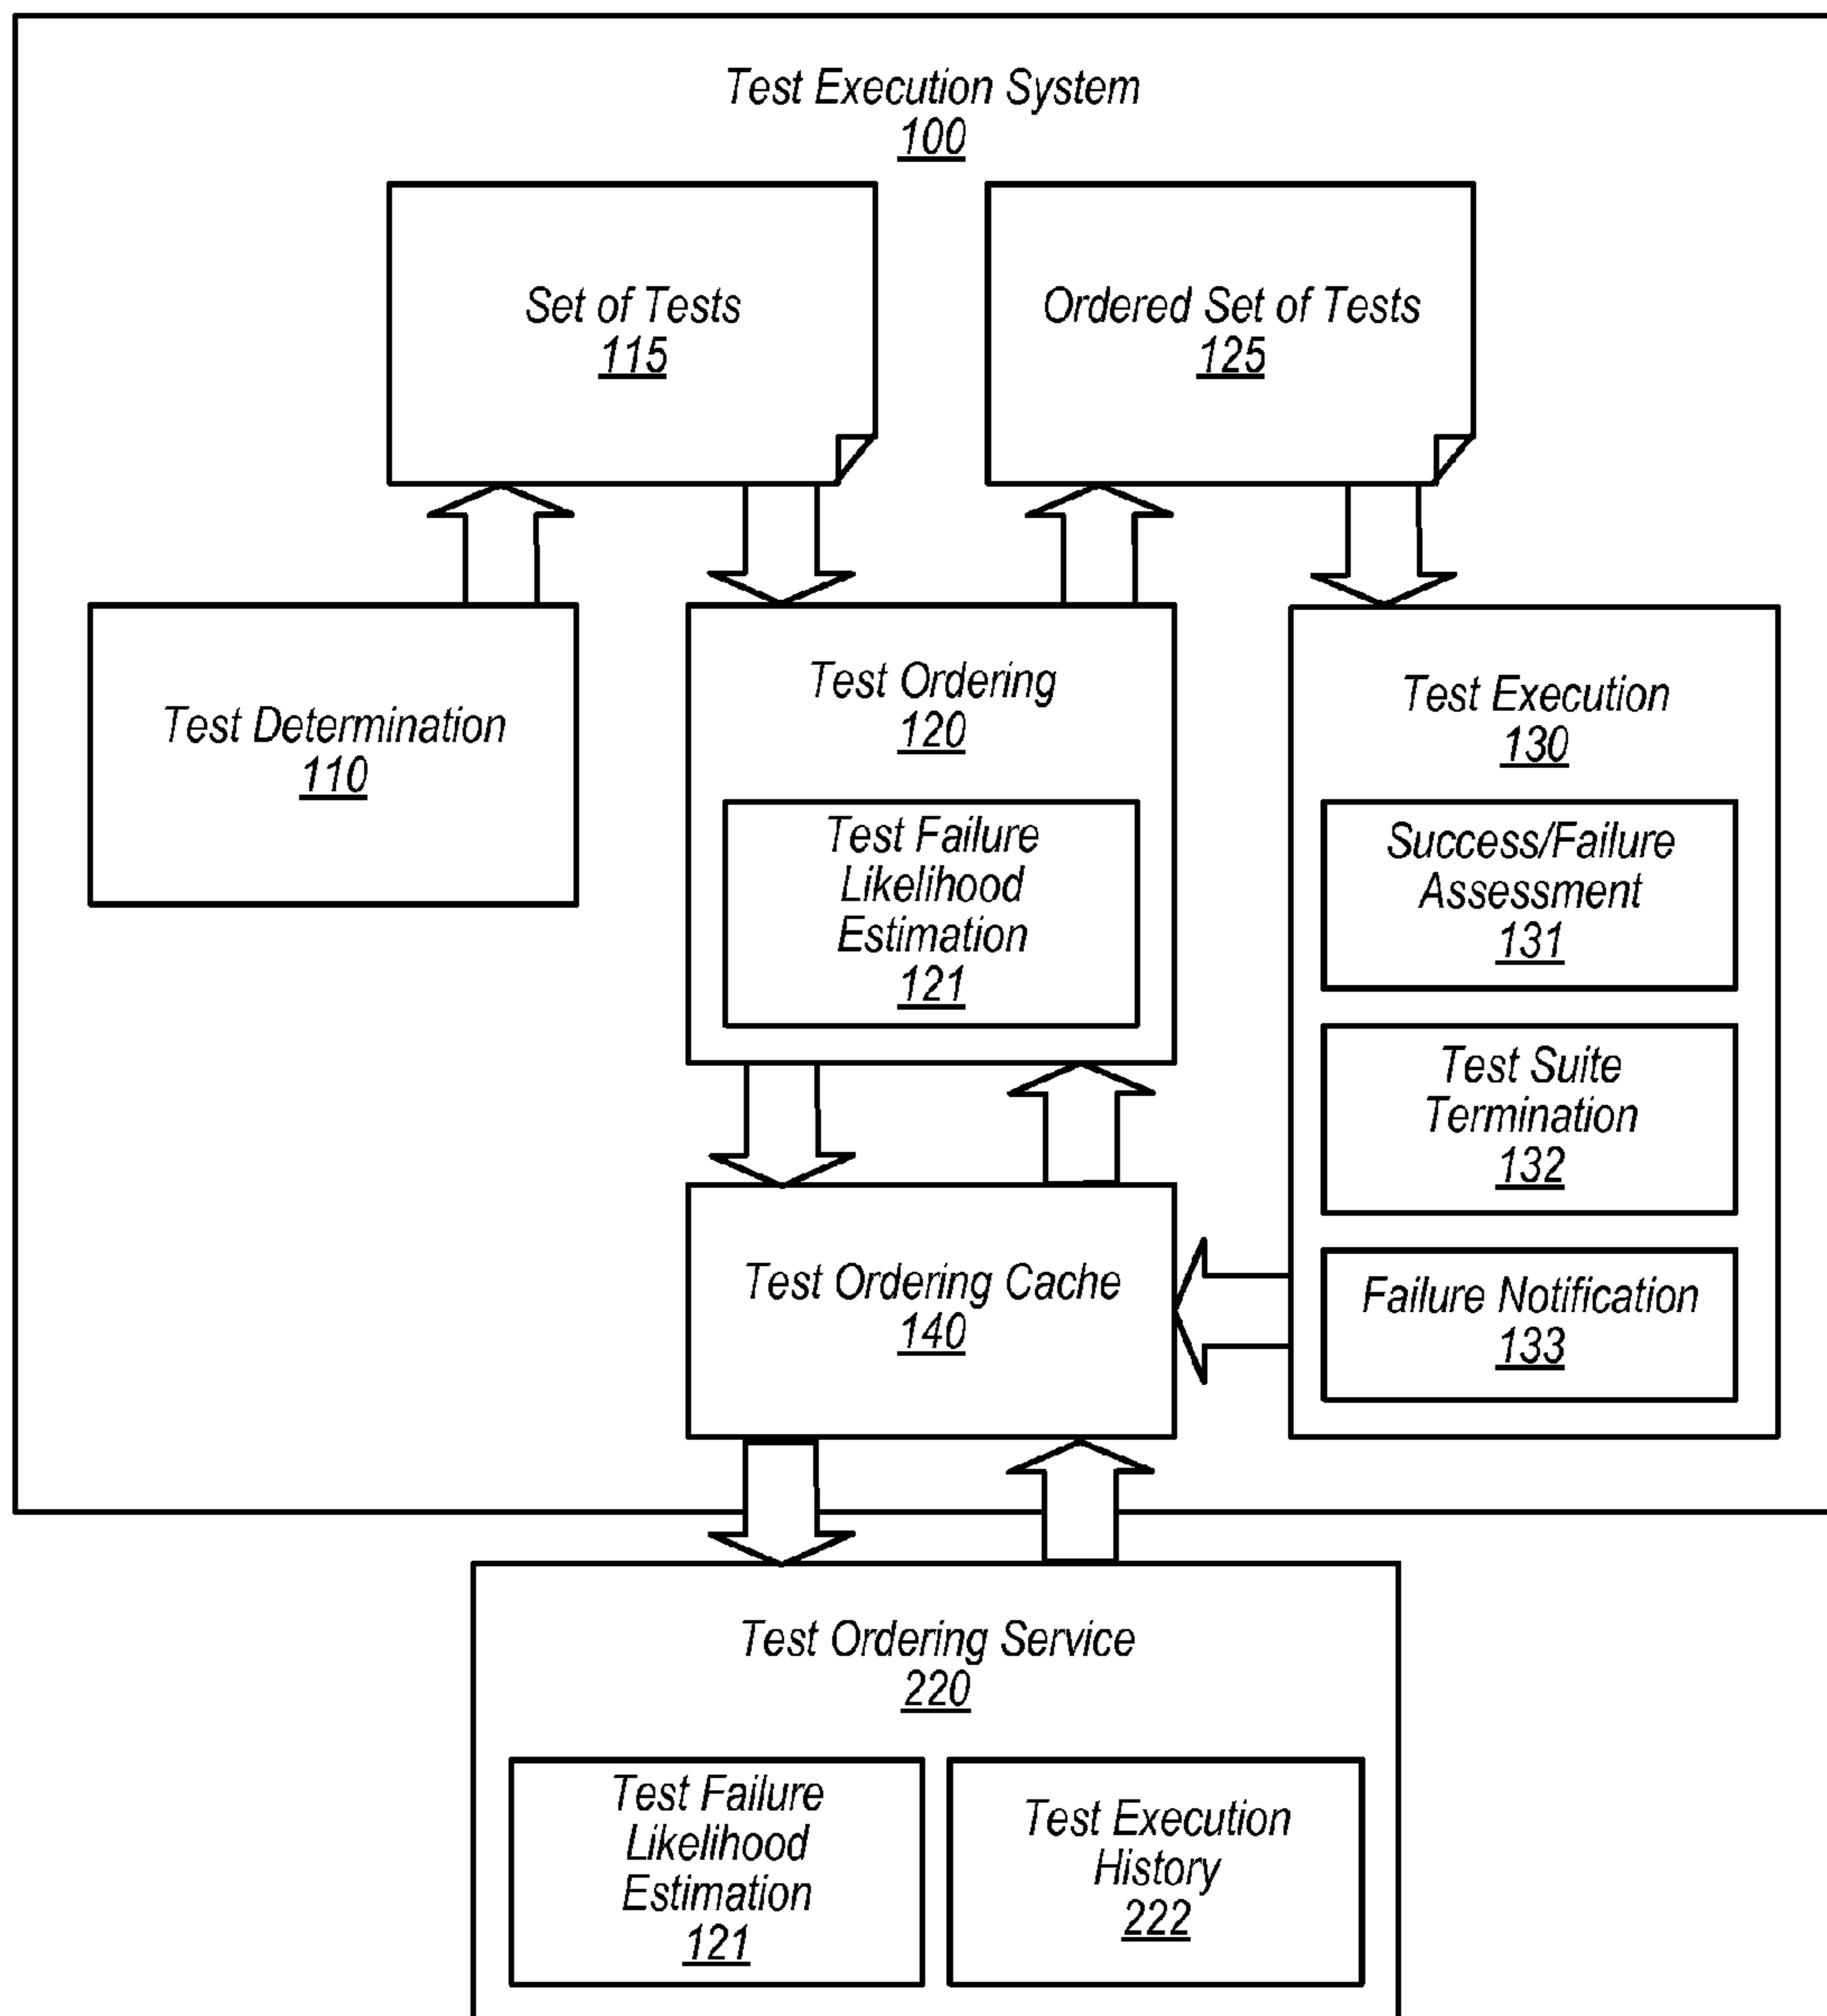 Test Execution System
100
Set of Tests
115
Ordered Set of Tests
125
Test Determination
110
Test Ordering
120
Test Failure
Likelihood
Estimation
121
Test Execution
130
Success/Failure
Assessment
131
Test Suite
Termination
132
Failure Notification
133
Test Ordering Cache
140
Test Ordering Service
220
Test Failure
Likelihood
Estimation
121
Test Execution
History
222